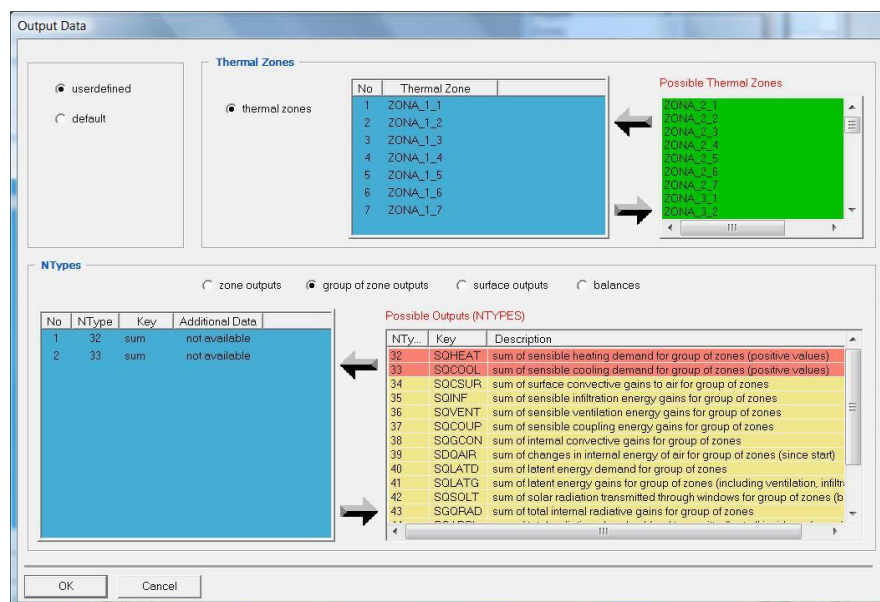 Output Data
userdefined
default
Thermal Zones
thermal zones
No Thermal Zone
1 ZONA_1_1
2 ZONA_1_2
3 ZONA_1_3
4 ZONA_1_4
5 ZONA_1_5
6 ZONA_1_6
7 ZONA_1_7
Possible Thermal Zones
ZONA_2_1
ZONA_2_2
ZONA_2_3
ZONA_2_4
ZONA_2_5
ZONA_2_6
ZONA_2_7
ZONA_3_1
ZONA_3_2
NTypes
zone outputs group of zone outputs surface outputs balances
No NType Key Additional Data
1 32 sum not available
2 33 sum not available
Possible Outputs (NTYPES)
NTy... Key Description
32 SQHEAT sum of sensible heating demand for group of zones (positive values)
33 SQCOOL sum of sensible cooling demand for group of zones (positive values)
34 SQCSUR sum of surface convective gains to air for group of zones
35 SQINF sum of sensible infiltration energy gains for group of zones
36 SQVENT sum of sensible ventilation energy gains for group of zones
37 SQCOUP sum of sensible coupling energy gains for group of zones
38 SQGCON sum of internal convective gains for group of zones
39 SDQAIR sum of changes in internal energy of air for group of zones (since start)
40 SQLATD sum of latent energy demand for group of zones
41 SQLATG sum of latent energy gains for group of zones (including ventilation, infiltr
42 SQSOLT sum of solar radiation transmitted through windows for group of zones (b
43 SGQRAD sum of total internal radiative gains for group of zones
OK Cancel